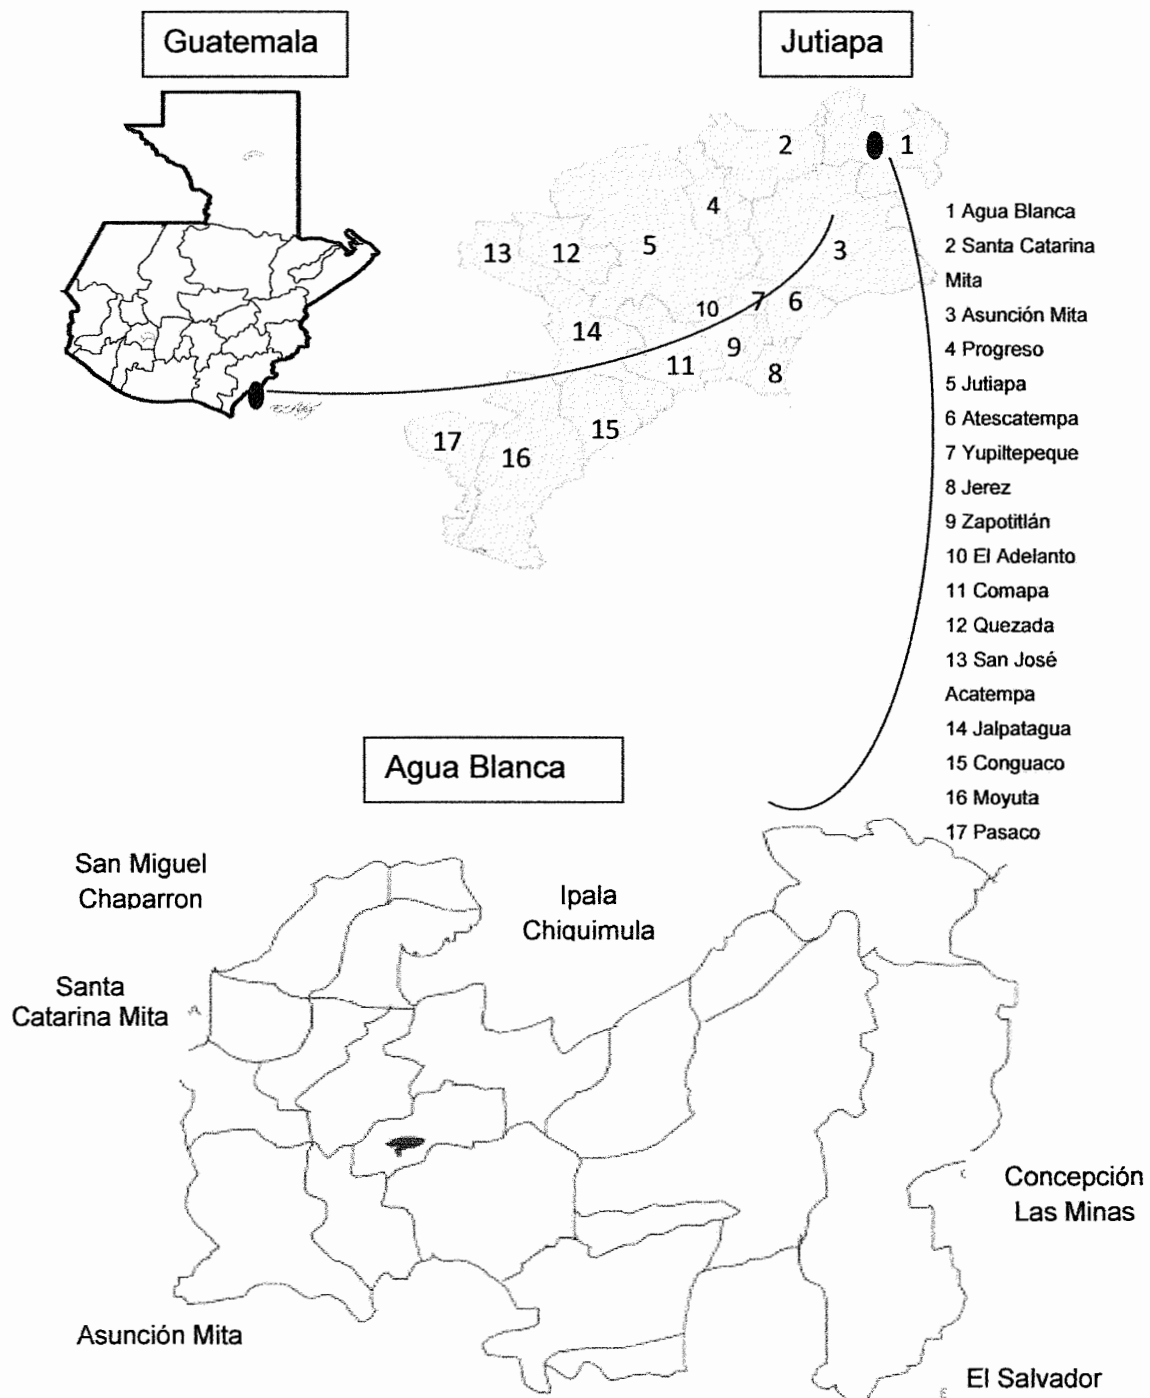 Guatemala
Jutiapa
2
1
4
13
12
5
3
10
7
6
14
9
11
8
15
17
16
1 Agua Blanca
2 Santa Catarina
Mita
3 Asunción Mita
4 Progreso
5 Jutiapa
6 Atescatempa
7 Yupiltepeque
8 Jerez
9 Zapotitlán
10 El Adelanto
11 Comapa
12 Quezada
13 San José
Acatempa
14 Jalpatagua
15 Conguaco
16 Moyuta
17 Pasaco
Agua Blanca
San Miguel
Chaparron
Ipala
Chiquimula
Santa
Catarina Mita
Concepción
Las Minas
Asunción Mita
El Salvador